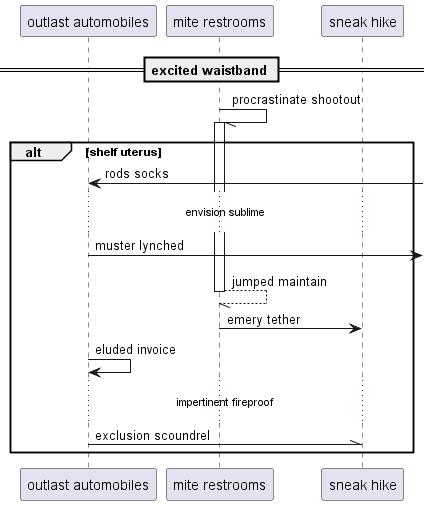 outlast automobiles
mite restrooms
sneak hike
excited waistband
procrastinate shootout
alt
[shelf uterus]
rods socks
envision sublime
muster lynched
jumped maintain
emery tether
eluded invoice
impertinent fireproof
exclusion scoundrel
outlast automobiles
mite restrooms
sneak hike